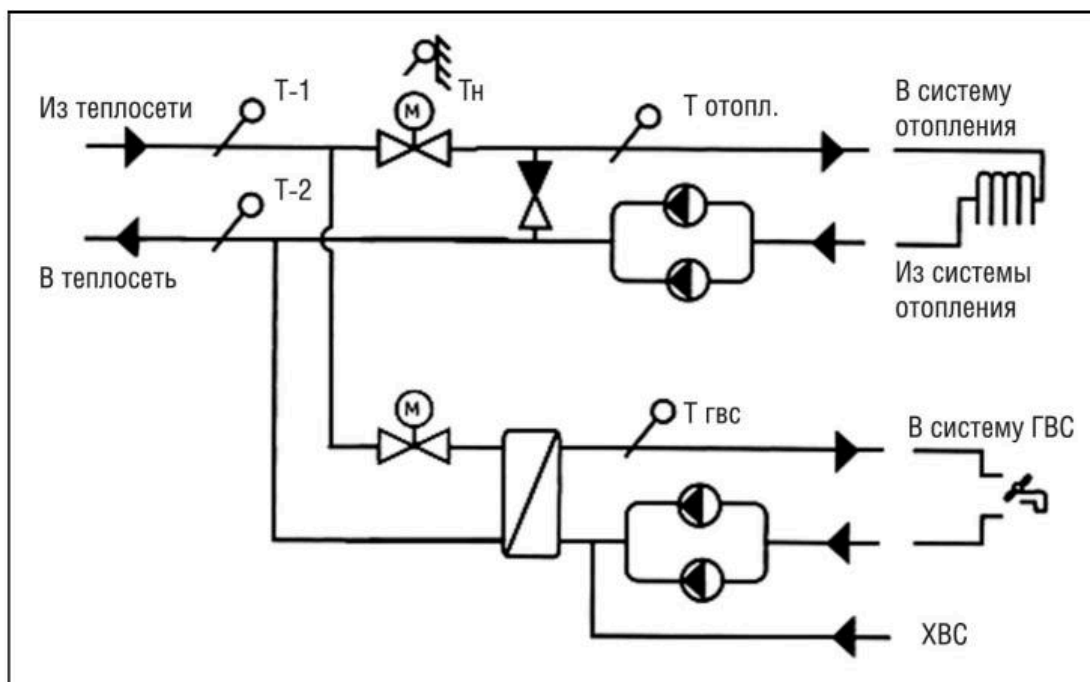 Из теплосети
Т-1
М
Тн
Т отопл.
В систему
отопления
Т-2
В теплосеть
Из системы
отопления
М
Т гвс
В систему ГВС
ХВС